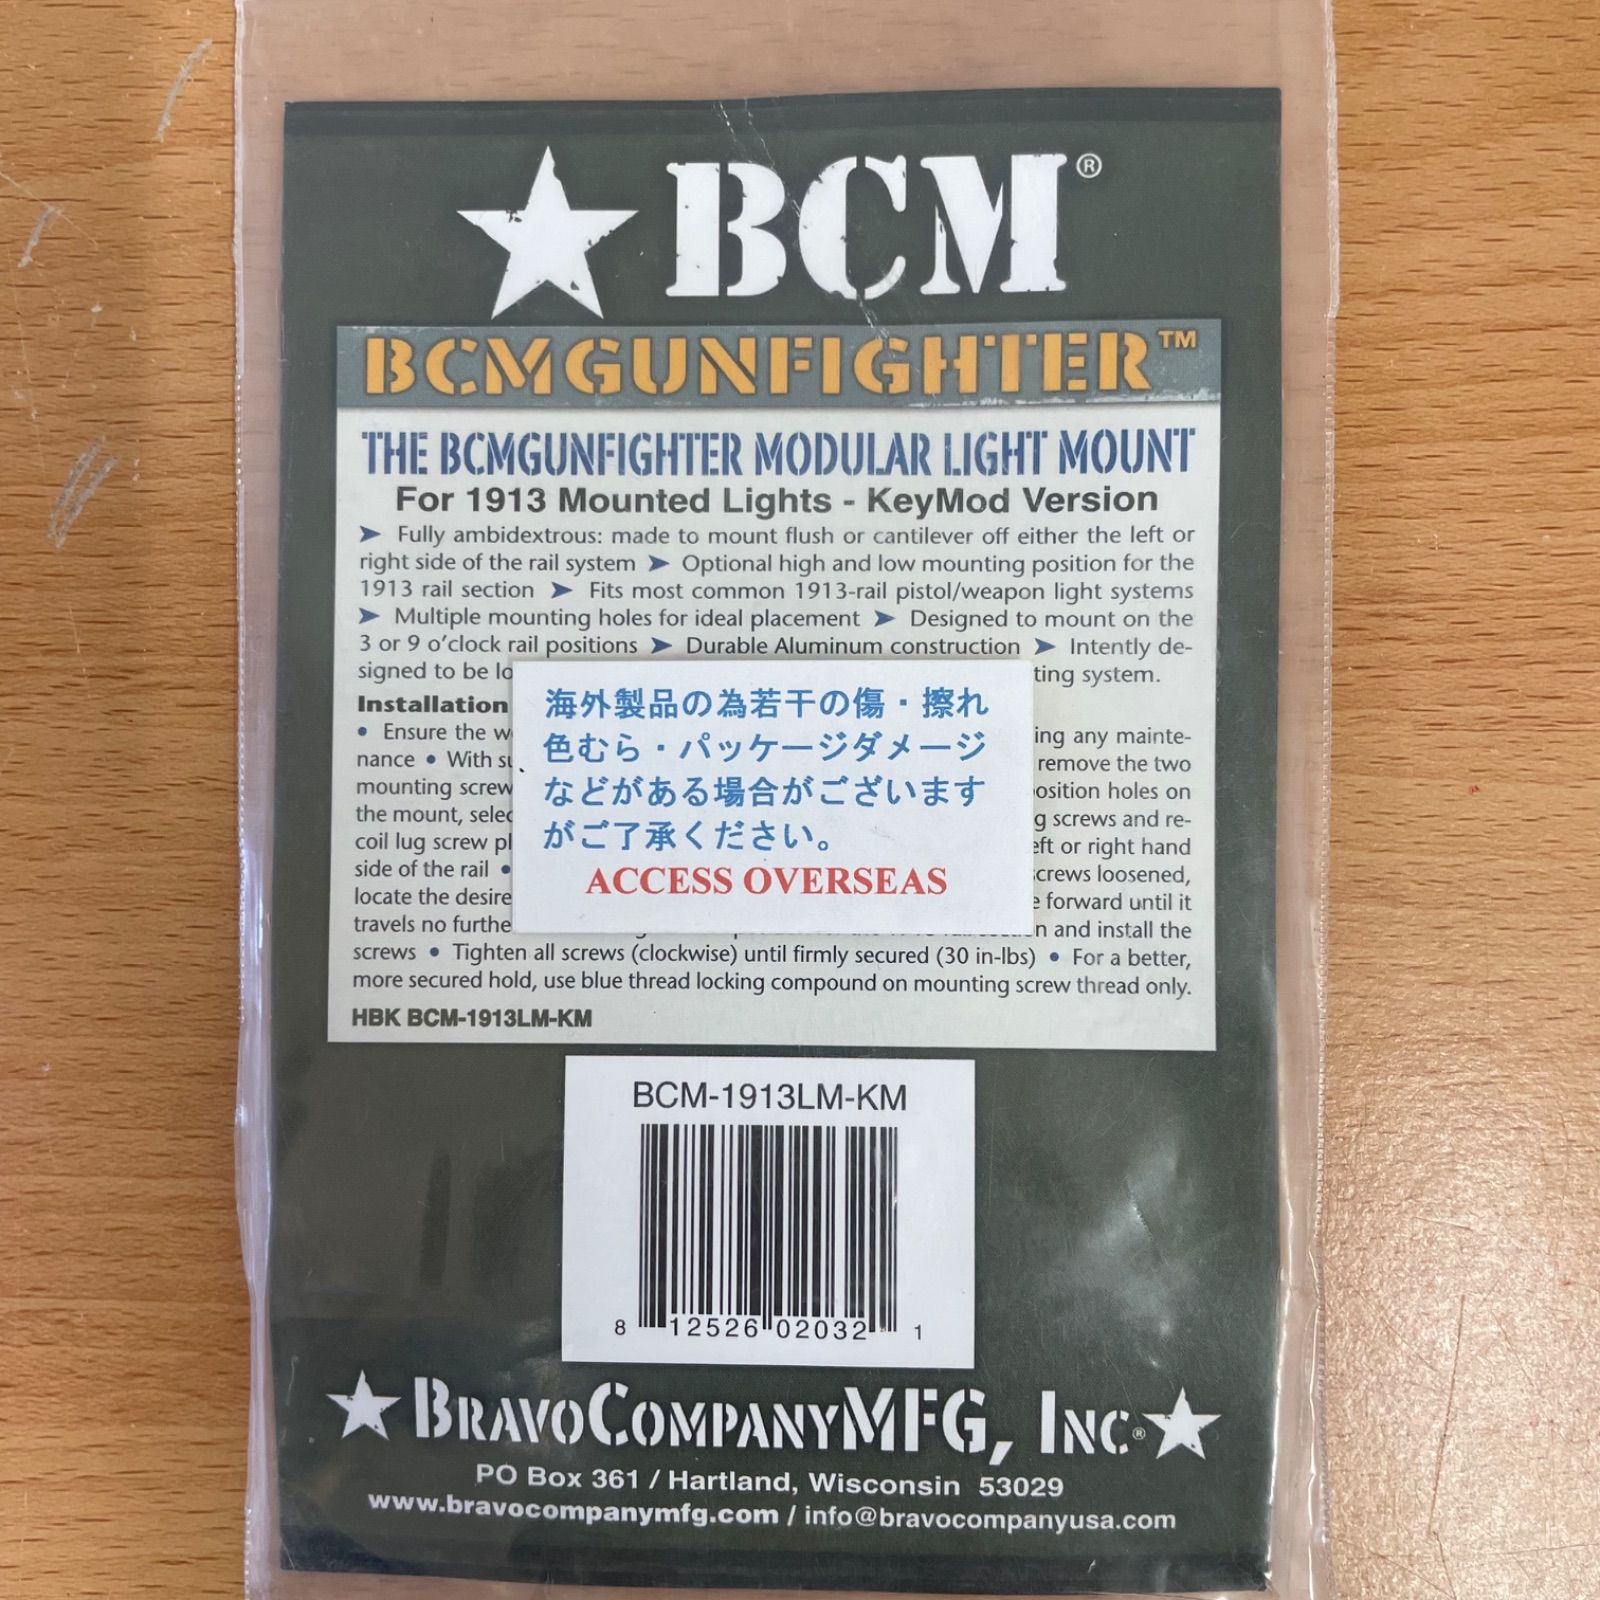 BCM®
BCMGUNFIGHTER™
THE BCMGUNFIGHTER MODULAR LIGHT MOUNT
For 1913 Mounted Lights - KeyMod Version
➤ Fully ambidextrous: made to mount flush or cantilever off either the left or
right side of the rail system ➤ Optional high and low mounting position for the
1913 rail section ➤ Fits most common 1913-rail pistol/weapon light systems
➤ Multiple mounting holes for ideal placement ➤ Designed to mount on the
3 or 9 o'clock rail positions ➤ Durable Aluminum construction ➤ Intently de-
signed to be lo ting system.
Installation
• Ensure the w ing any mainte-
nance • With su remove the two
mounting screw osition holes on
the mount, selec g screws and re-
coil lug screw pl eft or right hand
side of the rail • crews loosened,
locate the desire e forward until it
travels no furthe n and install the
screws • Tighten all screws (clockwise) until firmly secured (30 in-lbs) • For a better,
more secured hold, use blue thread locking compound on mounting screw thread only.
HBK BCM-1913LM-KM
海外製品の為若干の傷・擦れ
色むら・パッケージダメージ
などがある場合がございます
がご了承ください。
ACCESS OVERSEAS
BCM-1913LM-KM
8 12526 02032 1
BRAVOCOMPANYMFG, INC®
PO Box 361 / Hartland, Wisconsin 53029
www.bravocompanymfg.com / info@bravocompanyusa.com